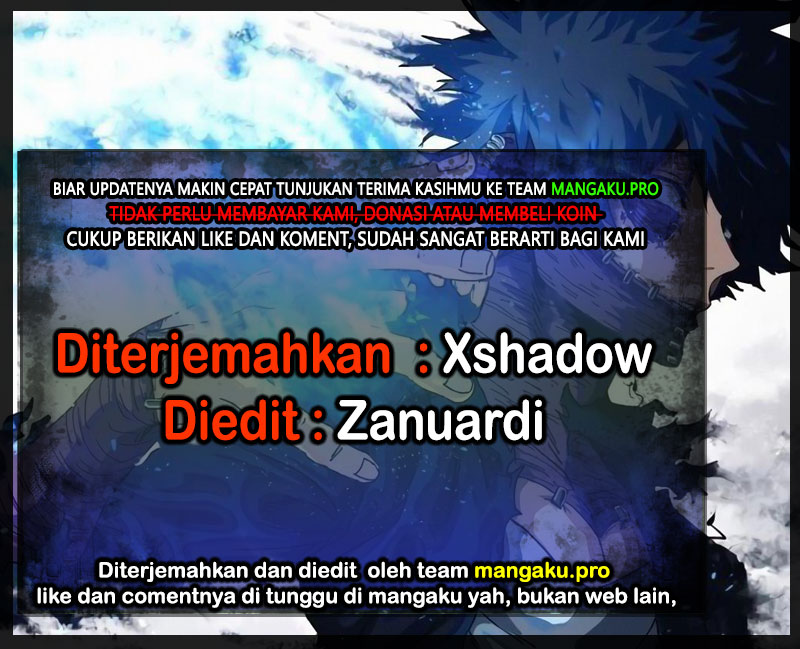 BIAR UPDATENYA MAKIN CEPAT TUNJUKAN TERIMA KASIHMU KE TEAM MANGAKU.PRO
TIDAK PERLU MEMBAYAR KAMI, DONASI ATAU MEMBELI KOIN
CUKUP BERIKAN LIKE DAN KOMENT, SUDAH SANGAT BERARTI BAGI KAMI
Diterjemahkan : Xshadow
Diedit : Zanuardi
Diterjemahkan dan diedit oleh team mangaku.pro
like dan comentnya di tunggu di mangaku yah, bukan web lain,